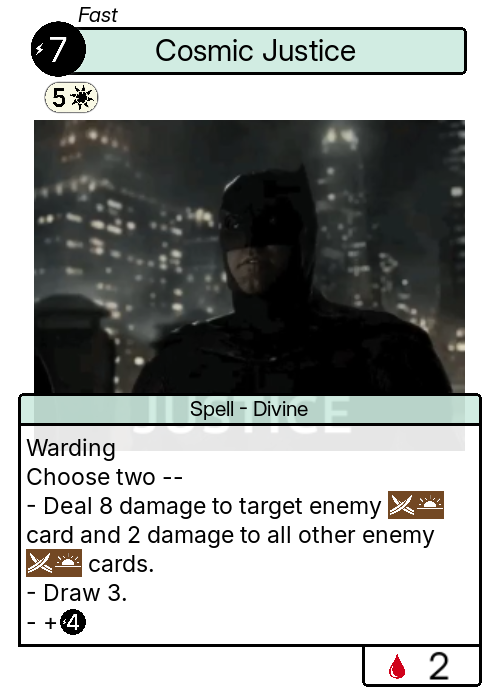 Fast
7
Cosmic Justice
5
JUSTICE
Spell - Divine
Warding
Choose two --
- Deal 8 damage to target enemy
card and 2 damage to all other enemy
cards.
- Draw 3.
- +4
2